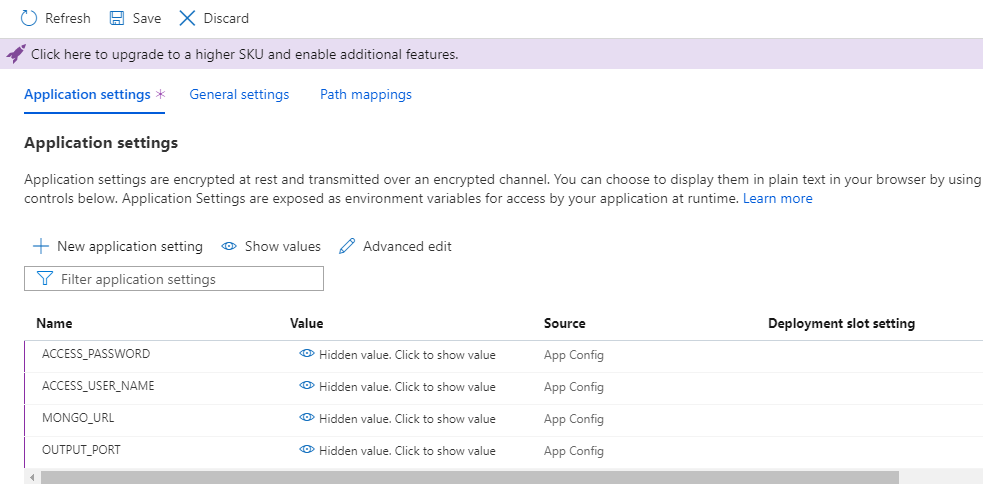 Refresh Save Discard
Click here to upgrade to a higher SKU and enable additional features.
Application settings * General settings Path mappings
Application settings
Application settings are encrypted at rest and transmitted over an encrypted channel. You can choose to display them in plain text in your browser by using
controls below. Application Settings are exposed as environment variables for access by your application at runtime. Learn more
New application setting Show values Advanced edit
Filter application settings
Name Value Source Deployment slot setting
ACCESS_PASSWORD Hidden value. Click to show value App Config
ACCESS_USER_NAME Hidden value. Click to show value App Config
MONGO_URL Hidden value. Click to show value App Config
OUTPUT_PORT Hidden value. Click to show value App Config